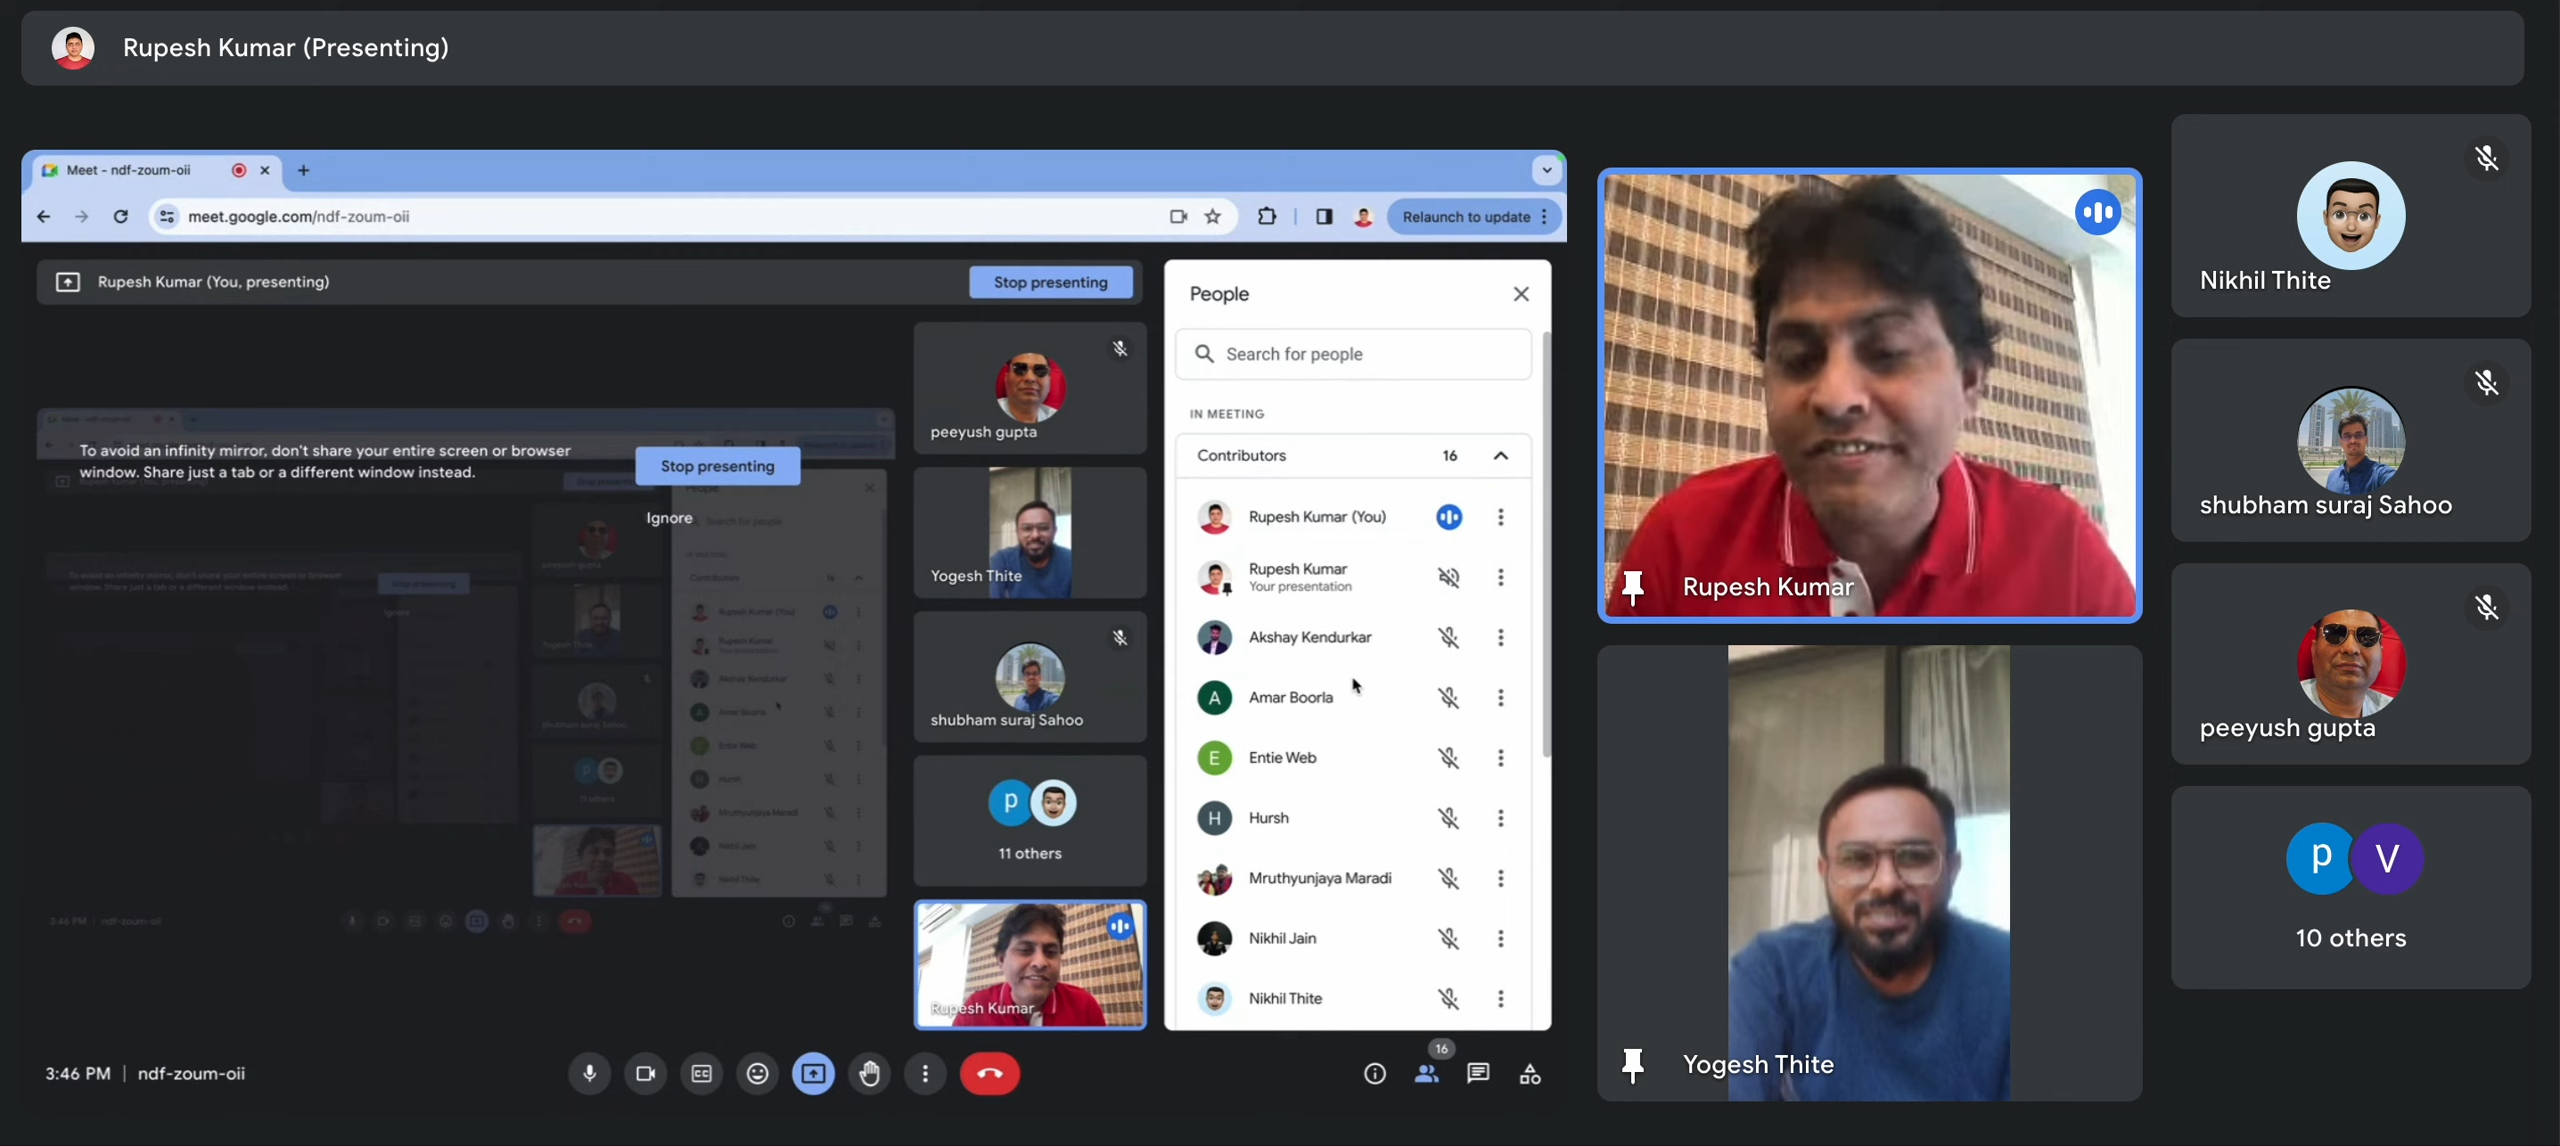 Rupesh Kumar (Presenting)
Meet - ndf-zoum-oii
meet.google.com/ndf-zoum-oii
Relaunch to update
Rupesh Kumar (You, presenting)
Stop presenting
To avoid an infinity mirror, don't share your entire screen or browser
window. Share just a tab or a different window instead.
Stop presenting
Ignore
peeyush gupta
Yogesh Thite
shubham suraj Sahoo
p
11 others
Rupesh Kumar
People
Search for people
IN MEETING
Contributors
16
Rupesh Kumar (You)
Rupesh Kumar
Your presentation
Akshay Kendurkar
A
Amar Boorla
E
Entie Web
H
Hursh
Mruthyunjaya Maradi
Nikhil Jain
Nikhil Thite
3:46 PM | ndf-zoum-oii
CC
16
Rupesh Kumar
Yogesh Thite
Nikhil Thite
shubham suraj Sahoo
peeyush gupta
p V
10 others